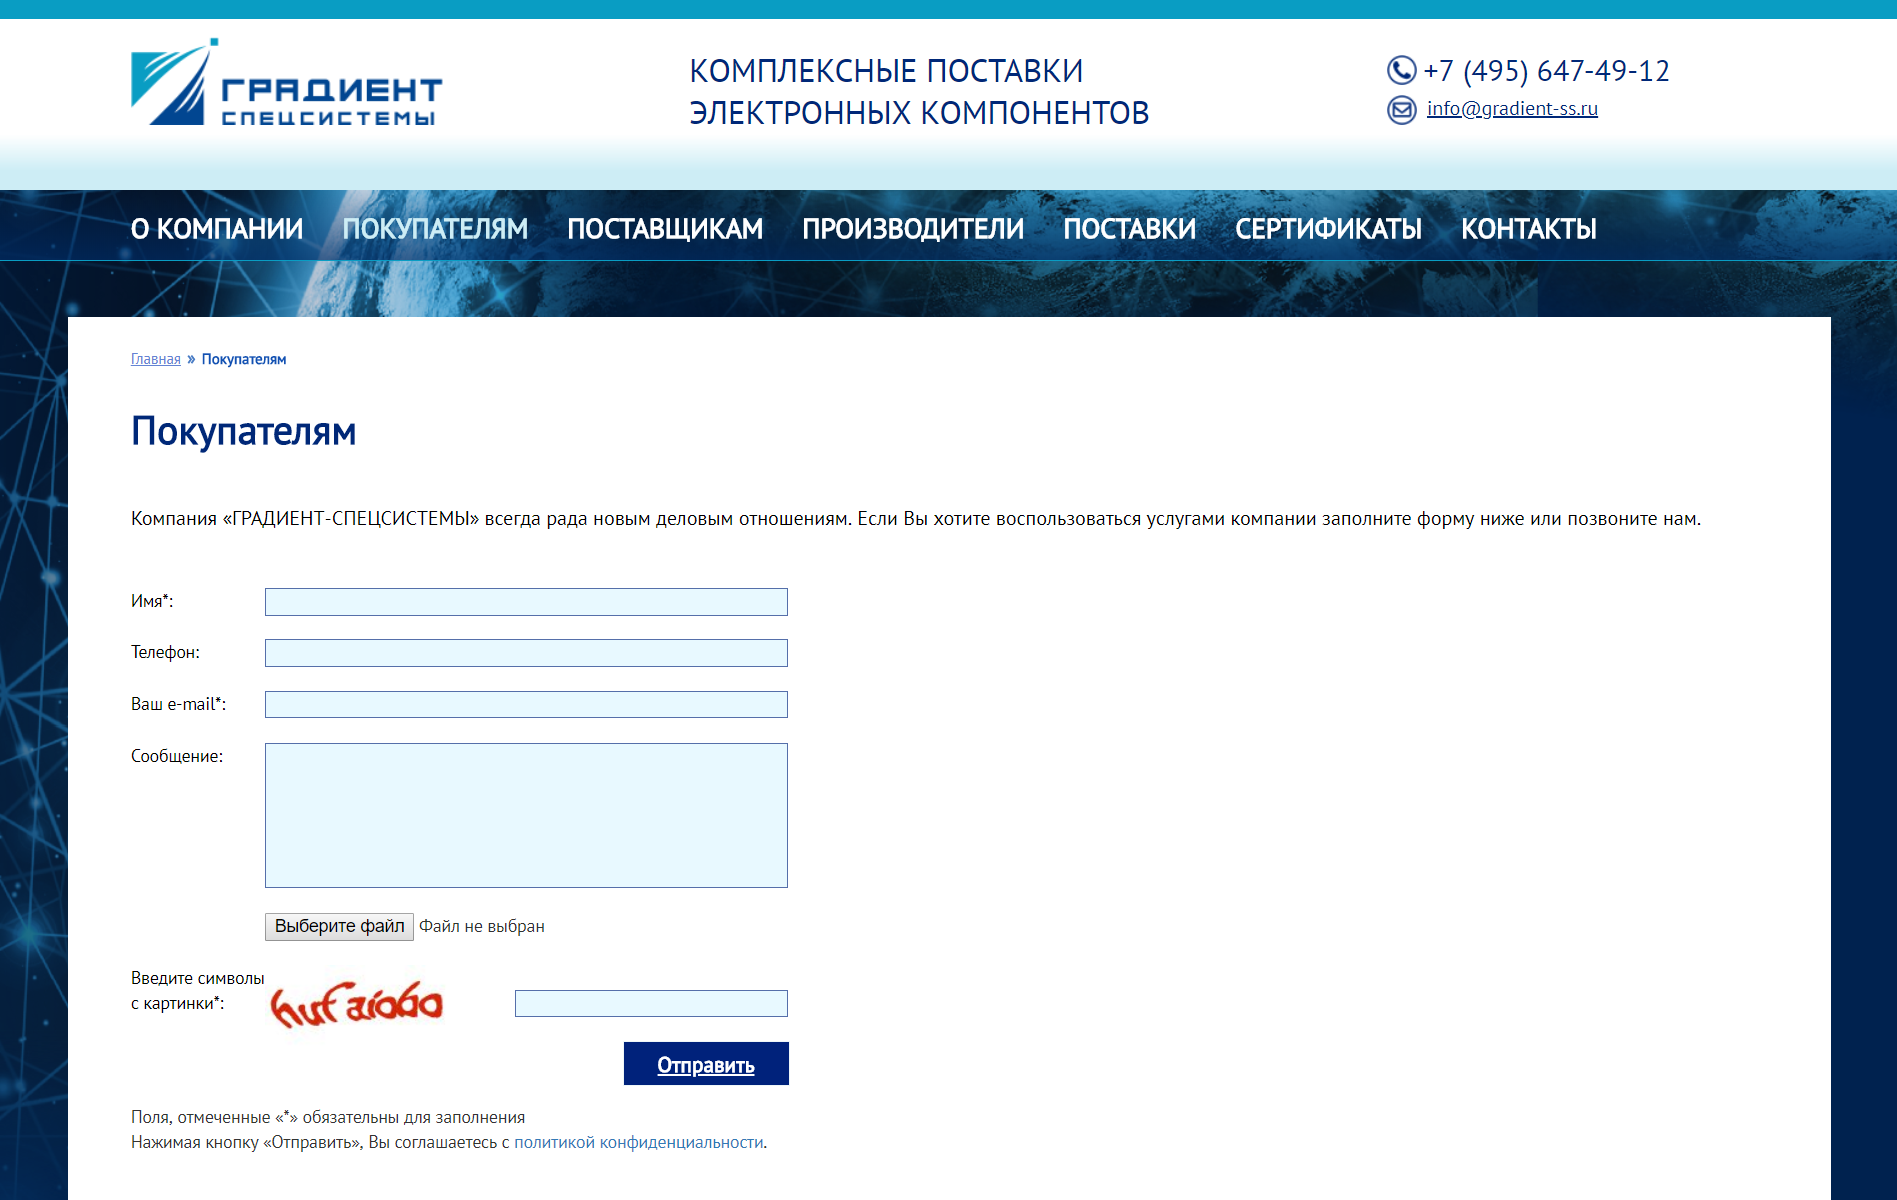 ГРАДИЕНТ
СПЕЦСИСТЕМЫ
КОМПЛЕКСНЫЕ ПОСТАВКИ
ЭЛЕКТРОННЫХ КОМПОНЕНТОВ
+7 (495) 647-49-12
info@gradient-ss.ru
О КОМПАНИИ ПОКУПАТЕЛЯМ ПОСТАВЩИКАМ ПРОИЗВОДИТЕЛИ ПОСТАВКИ СЕРТИФИКАТЫ КОНТАКТЫ
Главная » Покупателям
Покупателям
Компания «ГРАДИЕНТ-СПЕЦСИСТЕМЫ» всегда рада новым деловым отношениям. Если Вы хотите воспользоваться услугами компании заполните форму ниже или позвоните нам.
Имя*:
Телефон:
Ваш e-mail*:
Сообщение:
Выберите файл Файл не выбран
Введите символы
с картинки*:
Отправить
Поля, отмеченные «*» обязательны для заполнения
Нажимая кнопку «Отправить», Вы соглашаетесь с политикой конфиденциальности.